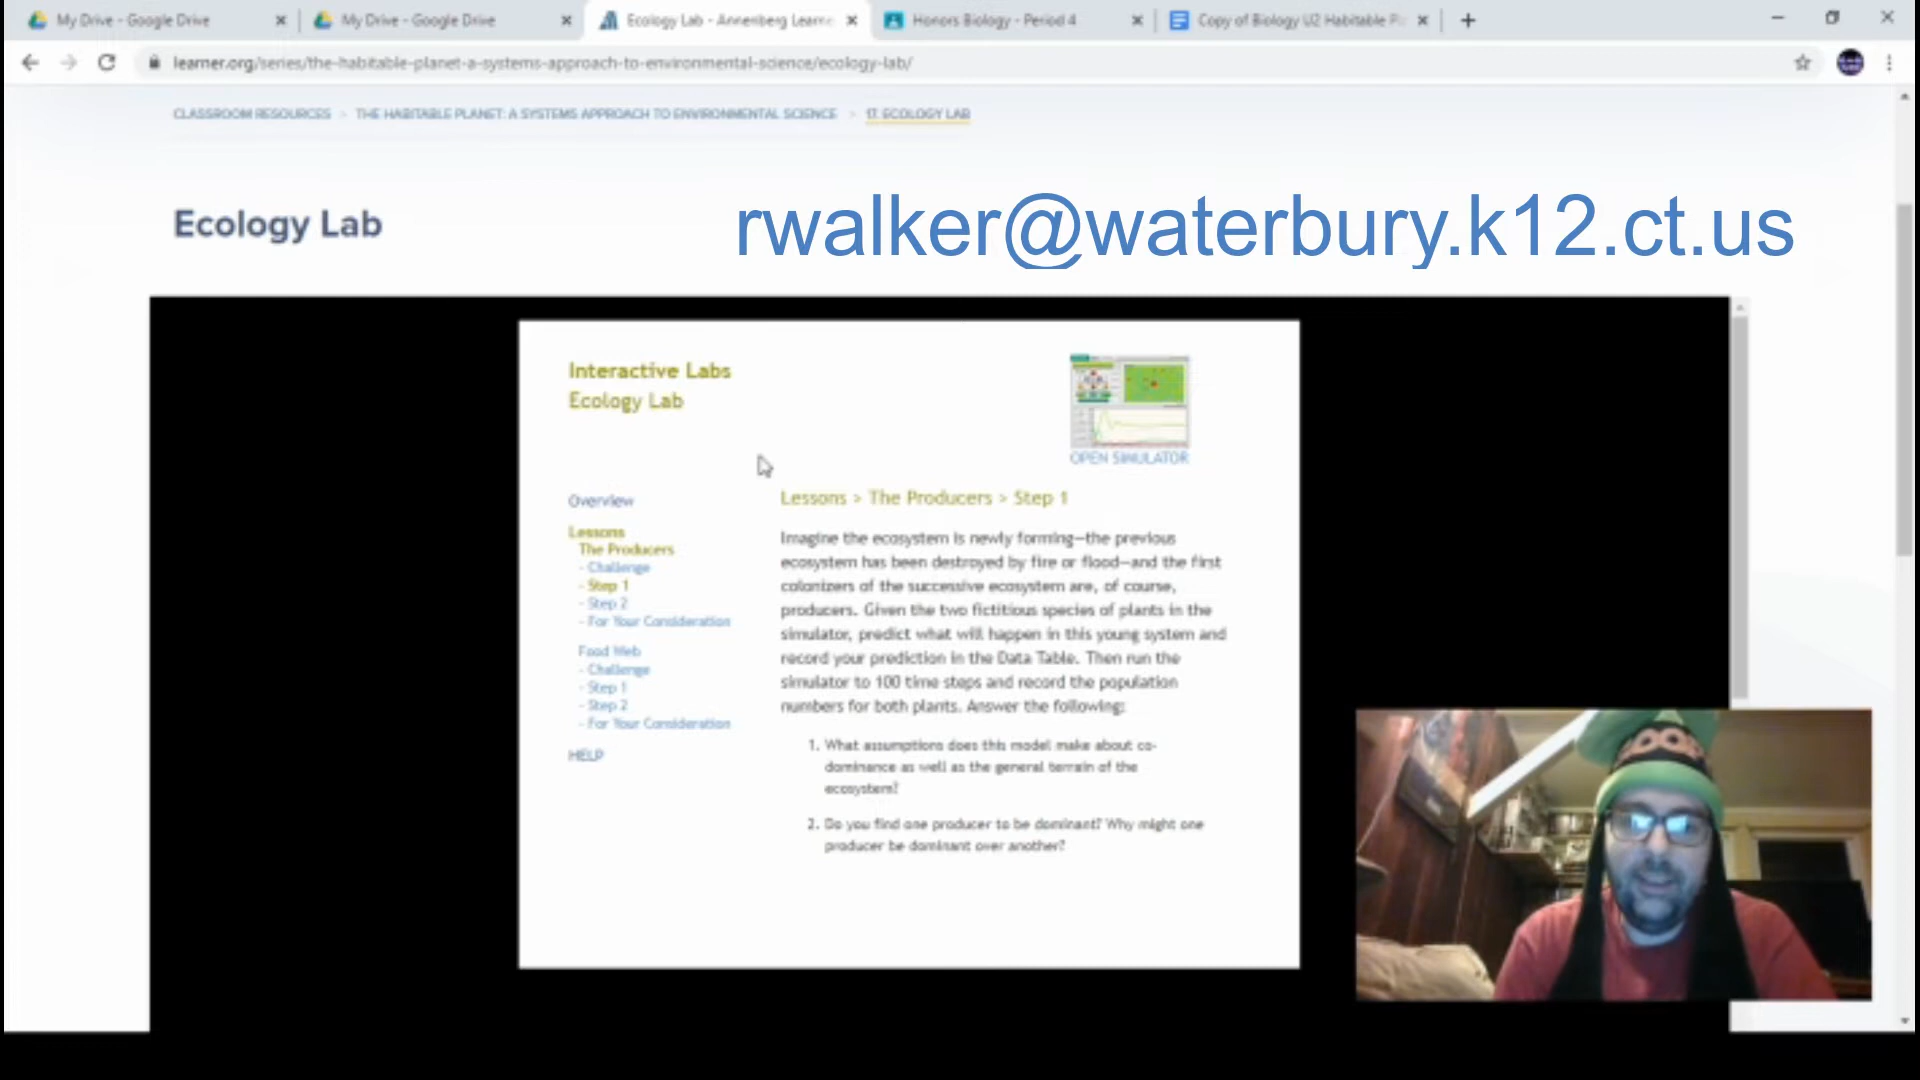 My Drive - Google Drive
My Drive - Google Drive
Ecology Lab - Annenberg Learne
Honors Biology - Period 4
Copy of Biology U2 Habitable Pl
learner.org/series/the-habitable-planet-a-systems-approach-to-environmental-science/ecology-lab/
CLASSROOM RESOURCES > THE HABITABLE PLANET: A SYSTEMS APPROACH TO ENVIRONMENTAL SCIENCE > 17. ECOLOGY LAB
Ecology Lab
rwalker@waterbury.k12.ct.us
Interactive Labs
Ecology Lab
OPEN SIMULATOR
Overview
Lessons
The Producers
- Challenge
- Step 1
- Step 2
- For Your Consideration
Food Web
- Challenge
- Step 1
- Step 2
- For Your Consideration
HELP
Lessons > The Producers > Step 1
Imagine the ecosystem is newly forming—the previous
ecosystem has been destroyed by fire or flood—and the first
colonizers of the successive ecosystem are, of course,
producers. Given the two fictitious species of plants in the
simulator, predict what will happen in this young system and
record your prediction in the Data Table. Then run the
simulator to 100 time steps and record the population
numbers for both plants. Answer the following:
1. What assumptions does this model make about co-
dominance as well as the general terrain of the
ecosystem?
2. Do you find one producer to be dominant? Why might one
producer be dominant over another?